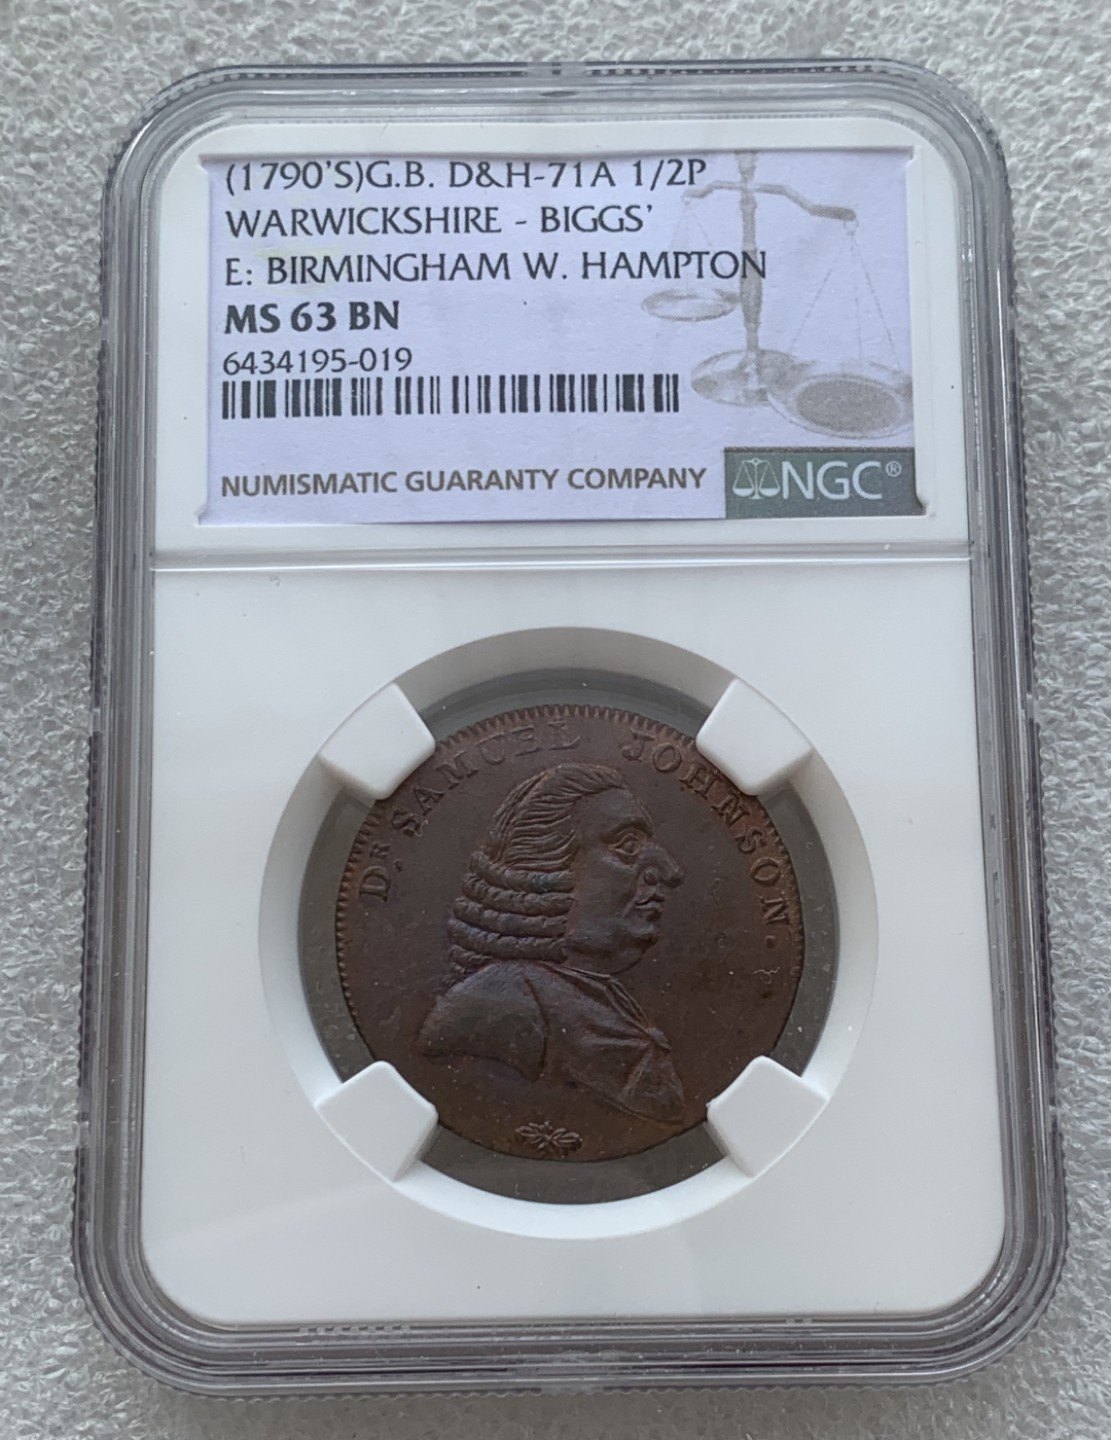 (1790'S)G.B. D&H-71A 1/2P
WARWICKSHIRE - BIGGS'
E: BIRMINGHAM W. HAMPTON
MS 63 BN
6434195-019
NUMISMATIC GUARANTY COMPANY
NGC®
DR SAMUEL JOHNSON